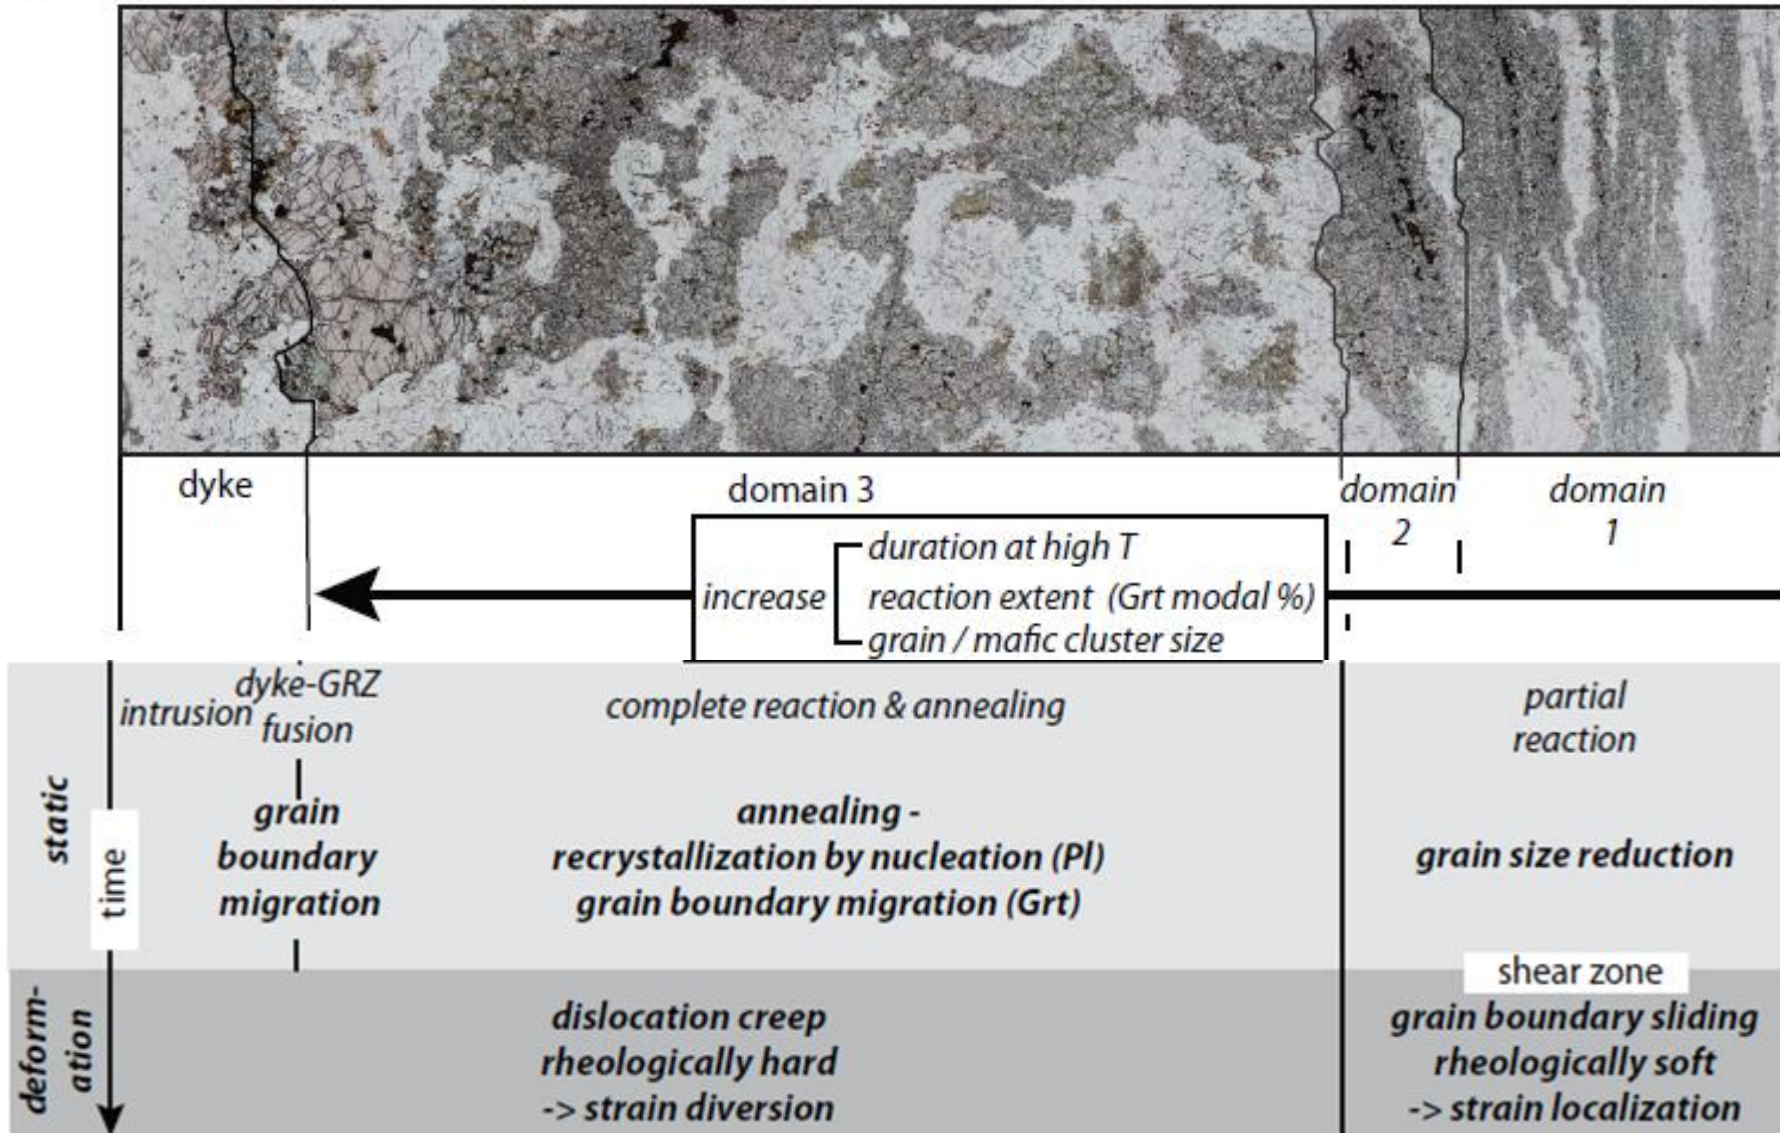 dyke
domain 3
domain
2
domain
1
increase
duration at high T
reaction extent (Grt modal %)
grain / mafic cluster size
static
deform-
ation
time
intrusion
dyke-GRZ
fusion
complete reaction & annealing
partial
reaction
grain
boundary
migration
annealing -
recrystallization by nucleation (Pl)
grain boundary migration (Grt)
grain size reduction
shear zone
dislocation creep
rheologically hard
-> strain diversion
grain boundary sliding
rheologically soft
-> strain localization